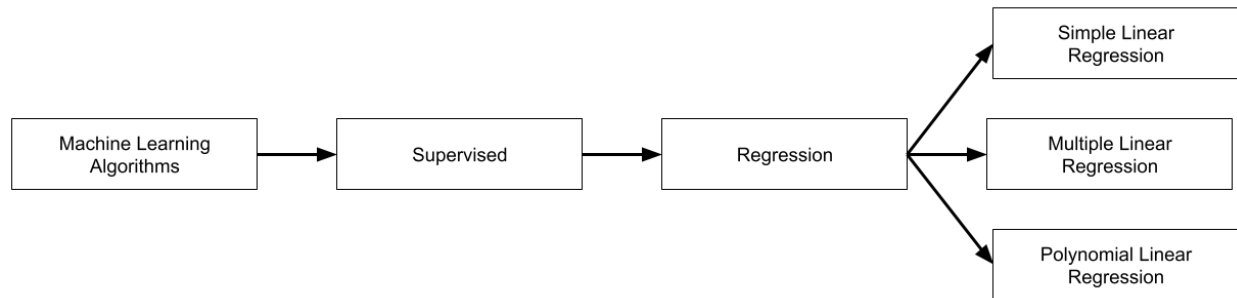 Simple Linear
Regression
Machine Learning
Algorithms
Supervised
Regression
Multiple Linear
Regression
Polynomial Linear
Regression